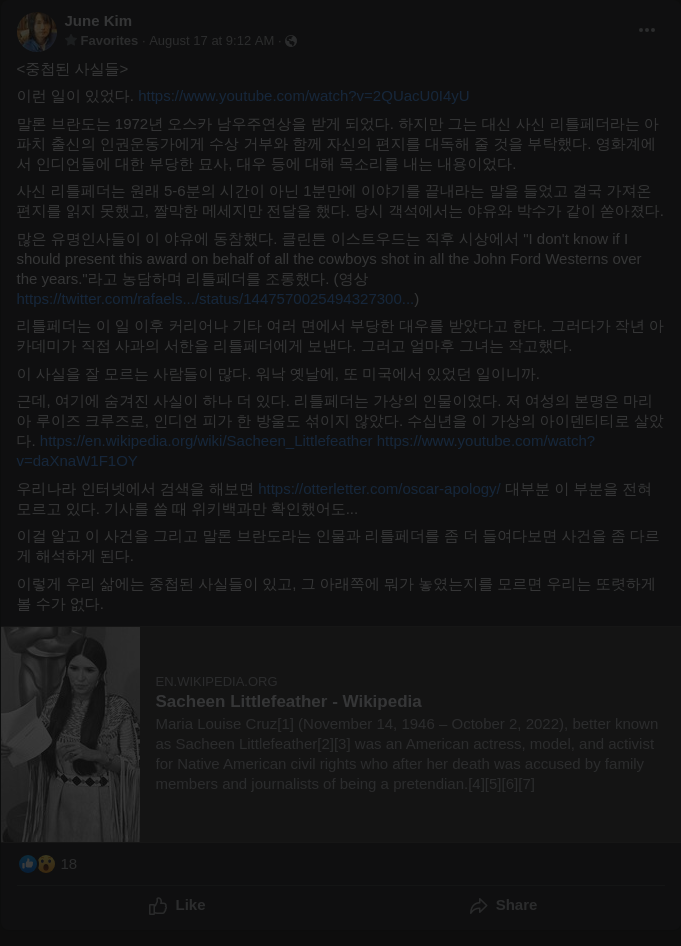 June Kim
Favorites · August 17 at 9:12 AM ·
<중첩된 사실들>
이런 일이 있었다. https://www.youtube.com/watch?v=2QUacU0I4yU
말론 브란도는 1972년 오스카 남우주연상을 받게 되었다. 하지만 그는 대신 사신 리틀페더라는 아
파치 출신의 인권운동가에게 수상 거부와 함께 자신의 편지를 대독해 줄 것을 부탁했다. 영화계에
서 인디언들에 대한 부당한 묘사, 대우 등에 대해 목소리를 내는 내용이었다.
사신 리틀페더는 원래 5-6분의 시간이 아닌 1분만에 이야기를 끝내라는 말을 들었고 결국 가져온
편지를 읽지 못했고, 짤막한 메세지만 전달을 했다. 당시 객석에서는 야유와 박수가 같이 쏟아졌다.
많은 유명인사들이 이 야유에 동참했다. 클린튼 이스트우드는 직후 시상에서 "I don't know if I
should present this award on behalf of all the cowboys shot in all the John Ford Westerns over
the years."라고 농담하며 리틀페더를 조롱했다. (영상
https://twitter.com/rafaels.../status/1447570025494327300...)
리틀페더는 이 일 이후 커리어나 기타 여러 면에서 부당한 대우를 받았다고 한다. 그러다가 작년 아
카데미가 직접 사과의 서한을 리틀페더에게 보낸다. 그러고 얼마후 그녀는 작고했다.
이 사실을 잘 모르는 사람들이 많다. 워낙 옛날에, 또 미국에서 있었던 일이니까.
근데, 여기에 숨겨진 사실이 하나 더 있다. 리틀페더는 가상의 인물이었다. 저 여성의 본명은 마리
아 루이즈 크루즈로, 인디언 피가 한 방울도 섞이지 않았다. 수십년을 이 가상의 아이덴티티로 살았
다. https://en.wikipedia.org/wiki/Sacheen_Littlefeather https://www.youtube.com/watch?
v=daXnaW1F1OY
우리나라 인터넷에서 검색을 해보면 https://otterletter.com/oscar-apology/ 대부분 이 부분을 전혀
모르고 있다. 기사를 쓸 때 위키백과만 확인했어도...
이걸 알고 이 사건을 그리고 말론 브란도라는 인물과 리틀페더를 좀 더 들여다보면 사건을 좀 다르
게 해석하게 된다.
이렇게 우리 삶에는 중첩된 사실들이 있고, 그 아래쪽에 뭐가 놓였는지를 모르면 우리는 또렷하게
볼 수가 없다.
EN.WIKIPEDIA.ORG
Sacheen Littlefeather - Wikipedia
Maria Louise Cruz[1] (November 14, 1946 – October 2, 2022), better known
as Sacheen Littlefeather[2][3] was an American actress, model, and activist
for Native American civil rights who after her death was accused by family
members and journalists of being a pretendian.[4][5][6][7]
18
Like
Share